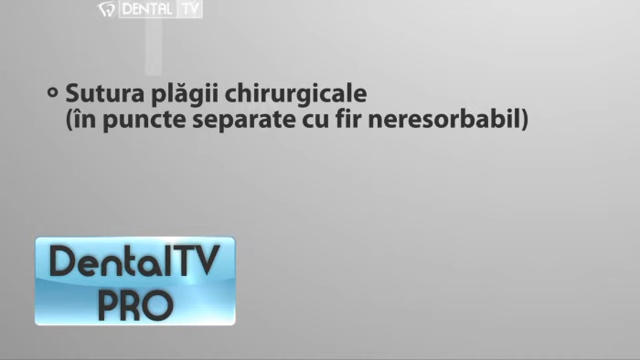 DENTAL TV
Sutura plăgii chirurgicale
(în puncte separate cu fir neresorbabil)
DentalTV
PRO